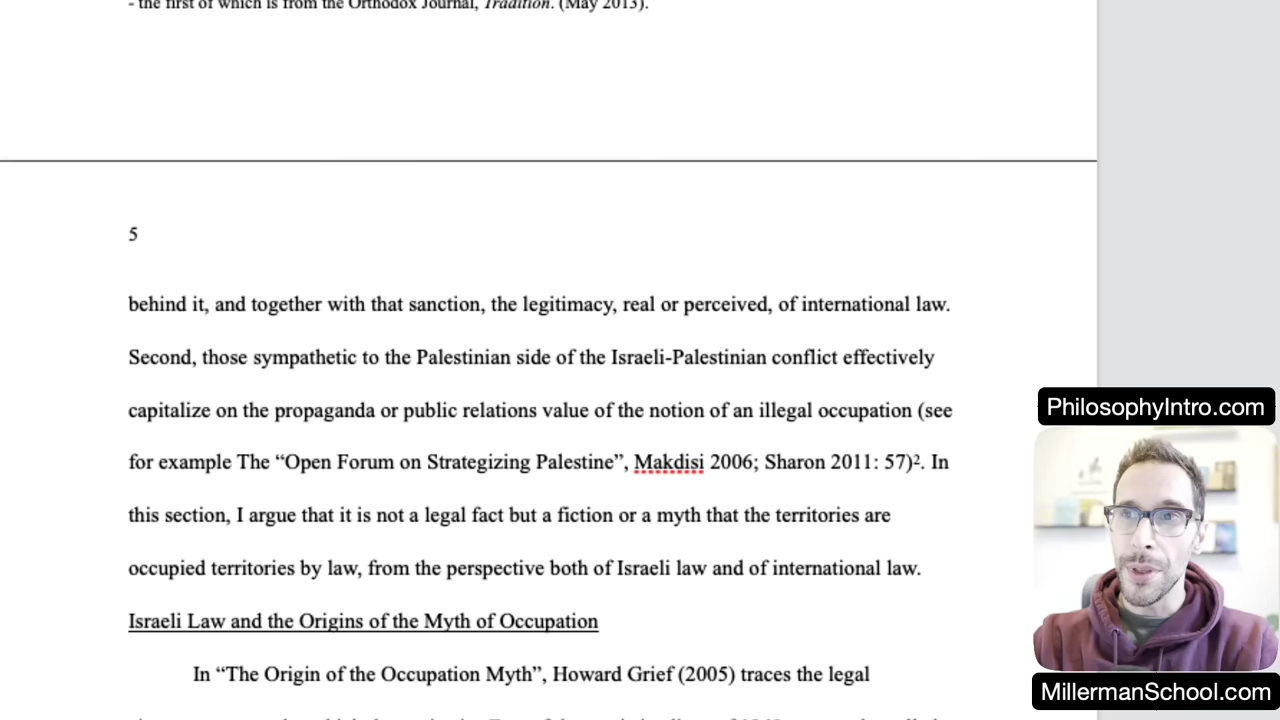 - the first of which is from the Orthodox Journal, Tradition. (May 2013).
5
behind it, and together with that sanction, the legitimacy, real or perceived, of international law.
Second, those sympathetic to the Palestinian side of the Israeli-Palestinian conflict effectively
capitalize on the propaganda or public relations value of the notion of an illegal occupation (see
for example The “Open Forum on Strategizing Palestine”, Makdisi 2006; Sharon 2011: 57)². In
this section, I argue that it is not a legal fact but a fiction or a myth that the territories are
occupied territories by law, from the perspective both of Israeli law and of international law.
Israeli Law and the Origins of the Myth of Occupation
In “The Origin of the Occupation Myth”, Howard Grief (2005) traces the legal
PhilosophyIntro.com
MillermanSchool.com